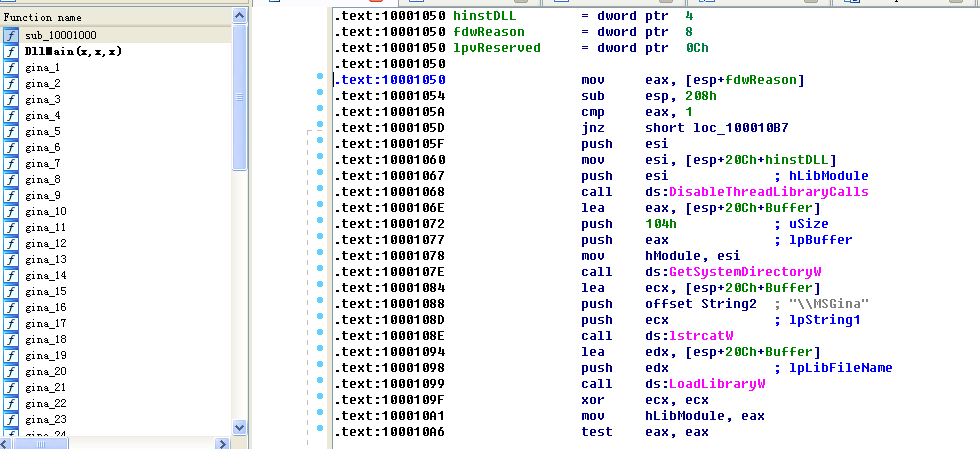 Function name
sub_10001000
DllMain(x,x,x)
gina_1
gina_2
gina_3
gina_4
gina_5
gina_6
gina_7
gina_8
gina_9
gina_10
gina_11
gina_12
gina_13
gina_14
gina_15
gina_16
gina_17
gina_18
gina_19
gina_20
gina_21
gina_22
gina_23
gina_24
.text:10001050 hinstDLL = dword ptr 4
.text:10001050 fdwReason = dword ptr 8
.text:10001050 lpvReserved = dword ptr 0Ch
.text:10001050
.text:10001050 mov eax, [esp+fdwReason]
.text:10001054 sub esp, 208h
.text:1000105A cmp eax, 1
.text:1000105D jnz short loc_100010B7
.text:1000105F push esi
.text:10001060 mov esi, [esp+20Ch+hinstDLL]
.text:10001067 push esi ; hLibModule
.text:10001068 call ds:DisableThreadLibraryCalls
.text:1000106E lea eax, [esp+20Ch+Buffer]
.text:10001072 push 104h ; uSize
.text:10001077 push eax ; lpBuffer
.text:10001078 mov hModule, esi
.text:1000107E call ds:GetSystemDirectoryW
.text:10001084 lea ecx, [esp+20Ch+Buffer]
.text:10001088 push offset String2 ; "\\MSGina"
.text:1000108D push ecx ; lpString1
.text:1000108E call ds:lstrcatW
.text:10001094 lea edx, [esp+20Ch+Buffer]
.text:10001098 push edx ; lpLibFileName
.text:10001099 call ds:LoadLibraryW
.text:1000109F xor ecx, ecx
.text:100010A1 mov hLibModule, eax
.text:100010A6 test eax, eax